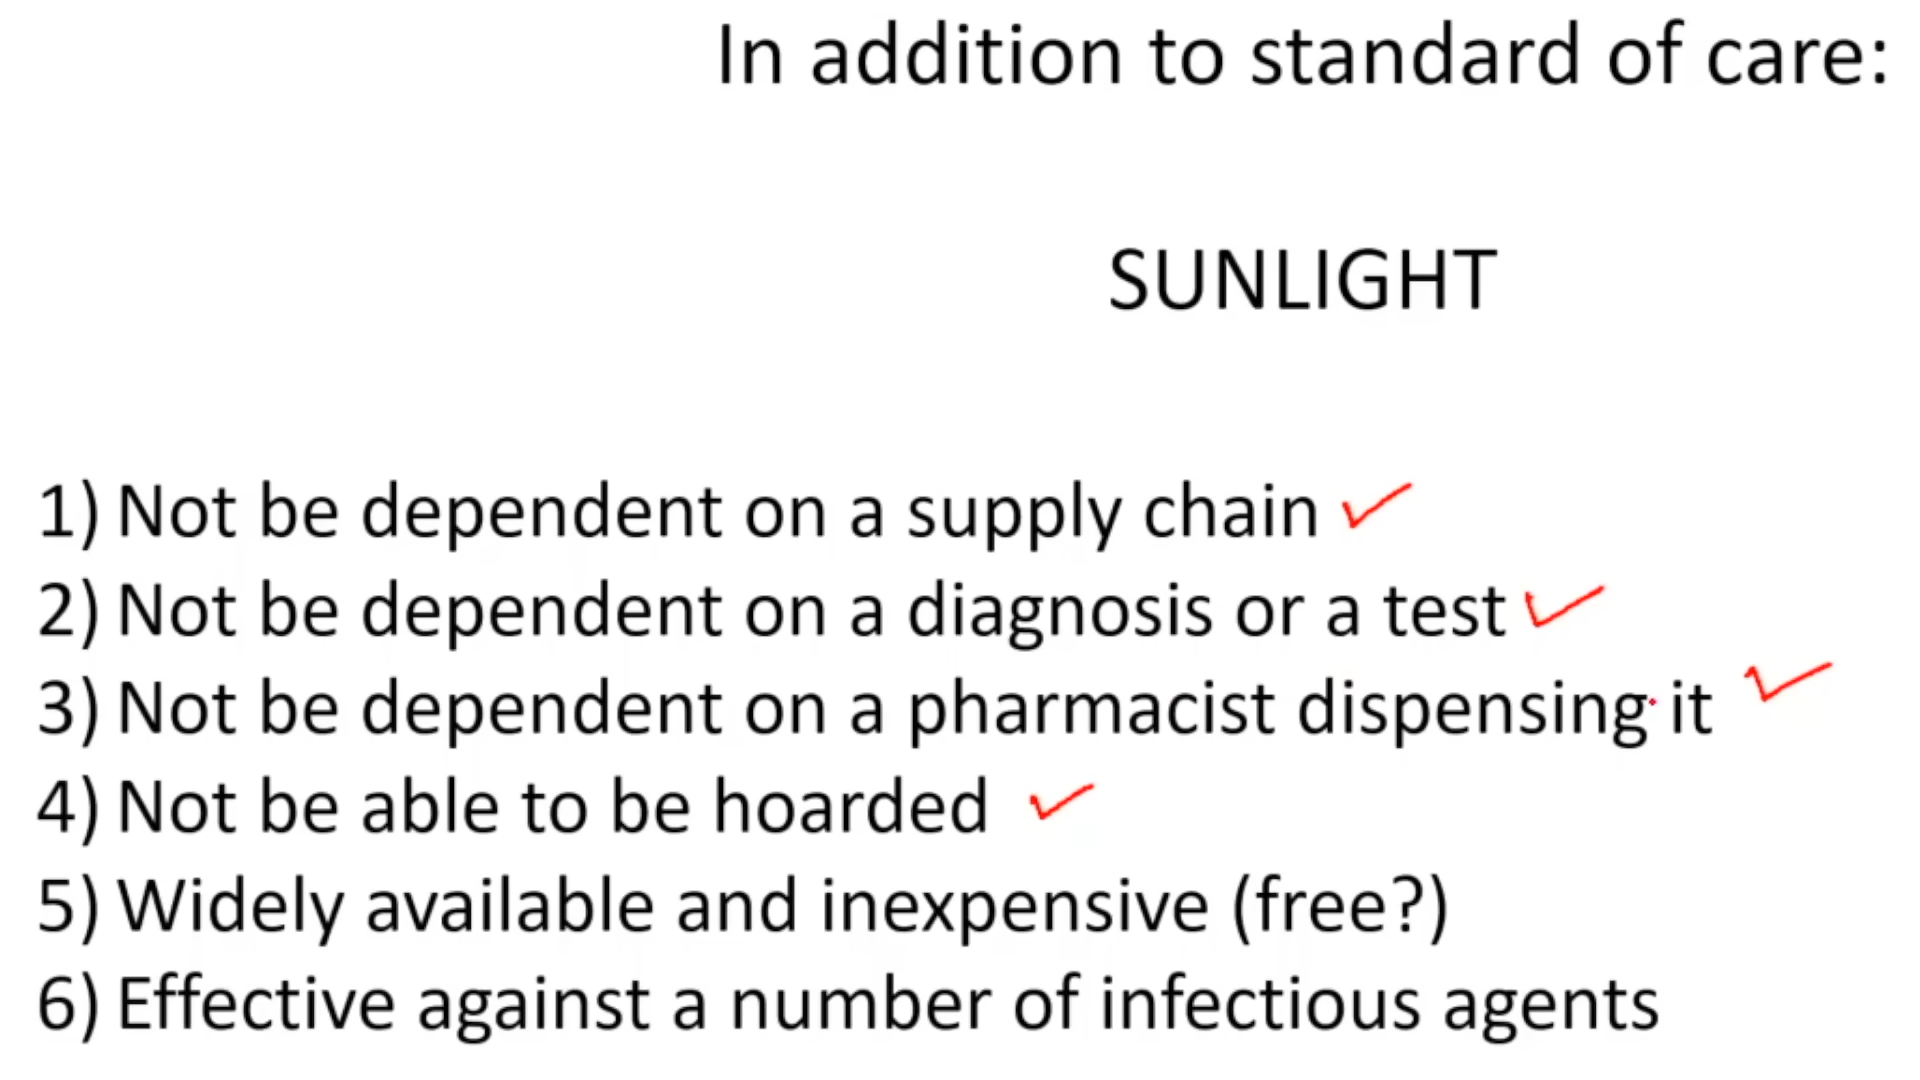 In addition to standard of care:
SUNLIGHT
1) Not be dependent on a supply chain
2) Not be dependent on a diagnosis or a test
3) Not be dependent on a pharmacist dispensing it
4) Not be able to be hoarded
5) Widely available and inexpensive (free?)
6) Effective against a number of infectious agents